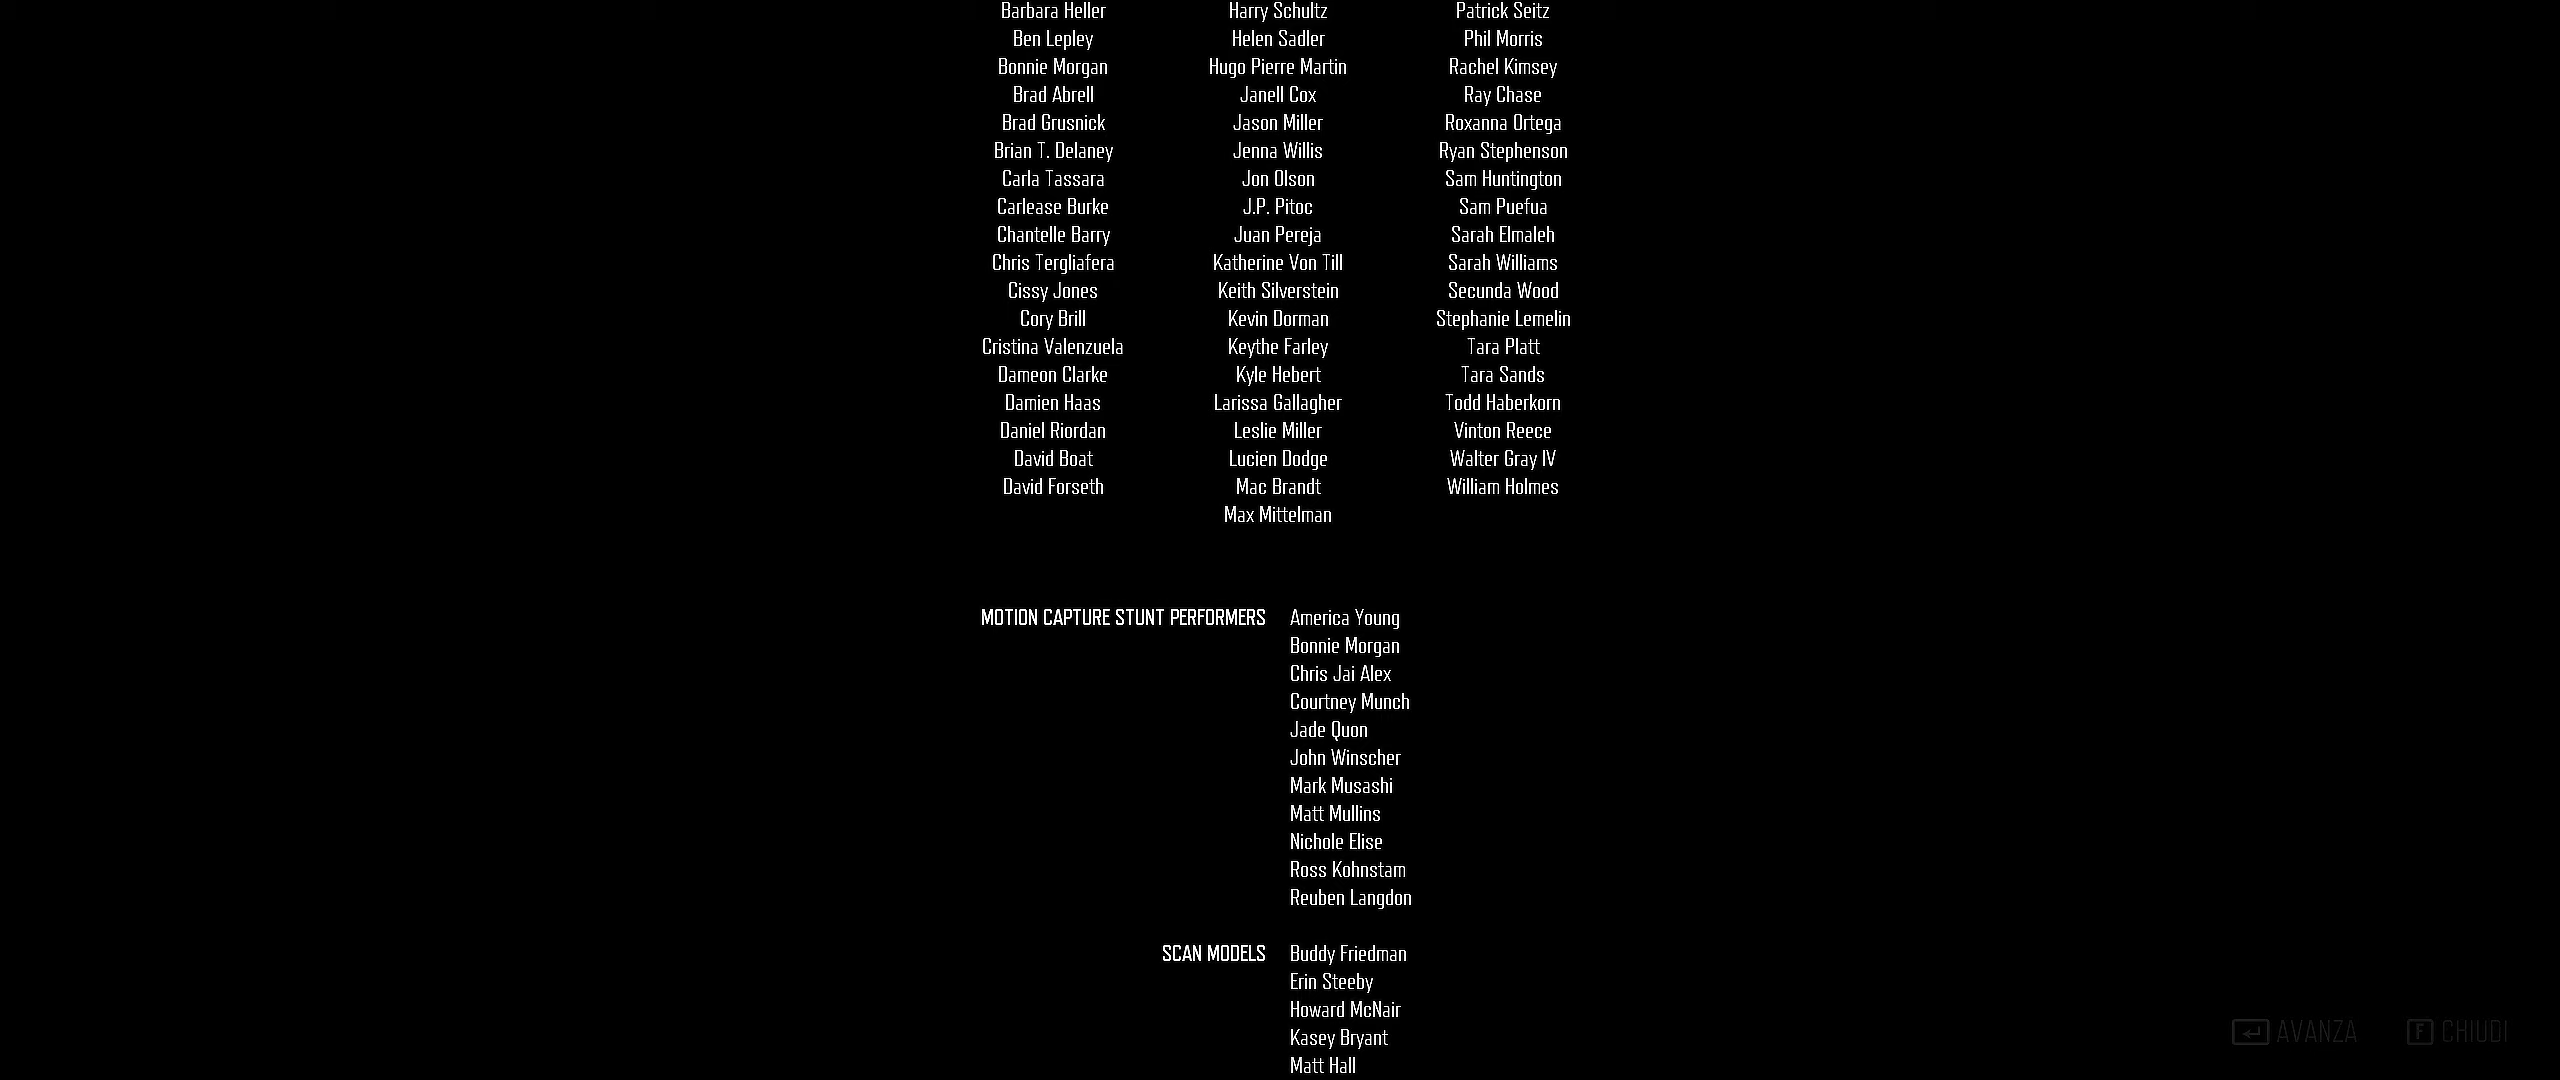 Barbara Heller Harry Schultz Patrick Seitz
Ben Lepley Helen Sadler Phil Morris
Bonnie Morgan Hugo Pierre Martin Rachel Kimsey
Brad Abrell Janell Cox Ray Chase
Brad Grusnick Jason Miller Roxanna Ortega
Brian T. Delaney Jenna Willis Ryan Stephenson
Carla Tassara Jon Olson Sam Huntington
Carlease Burke J.P. Pitoc Sam Puefua
Chantelle Barry Juan Pereja Sarah Elmaleh
Chris Tergliafera Katherine Von Till Sarah Williams
Cissy Jones Keith Silverstein Secunda Wood
Cory Brill Kevin Dorman Stephanie Lemelin
Cristina Valenzuela Keythe Farley Tara Platt
Dameon Clarke Kyle Hebert Tara Sands
Damien Haas Larissa Gallagher Todd Haberkorn
Daniel Riordan Leslie Miller Vinton Reece
David Boat Lucien Dodge Walter Gray IV
David Forseth Mac Brandt William Holmes
Max Mittelman
MOTION CAPTURE STUNT PERFORMERS America Young
Bonnie Morgan
Chris Jai Alex
Courtney Munch
Jade Quon
John Winscher
Mark Musashi
Matt Mullins
Nichole Elise
Ross Kohnstam
Reuben Langdon
SCAN MODELS Buddy Friedman
Erin Steeby
Howard McNair
Kasey Bryant
Matt Hall
AVANZA F CHIUDI